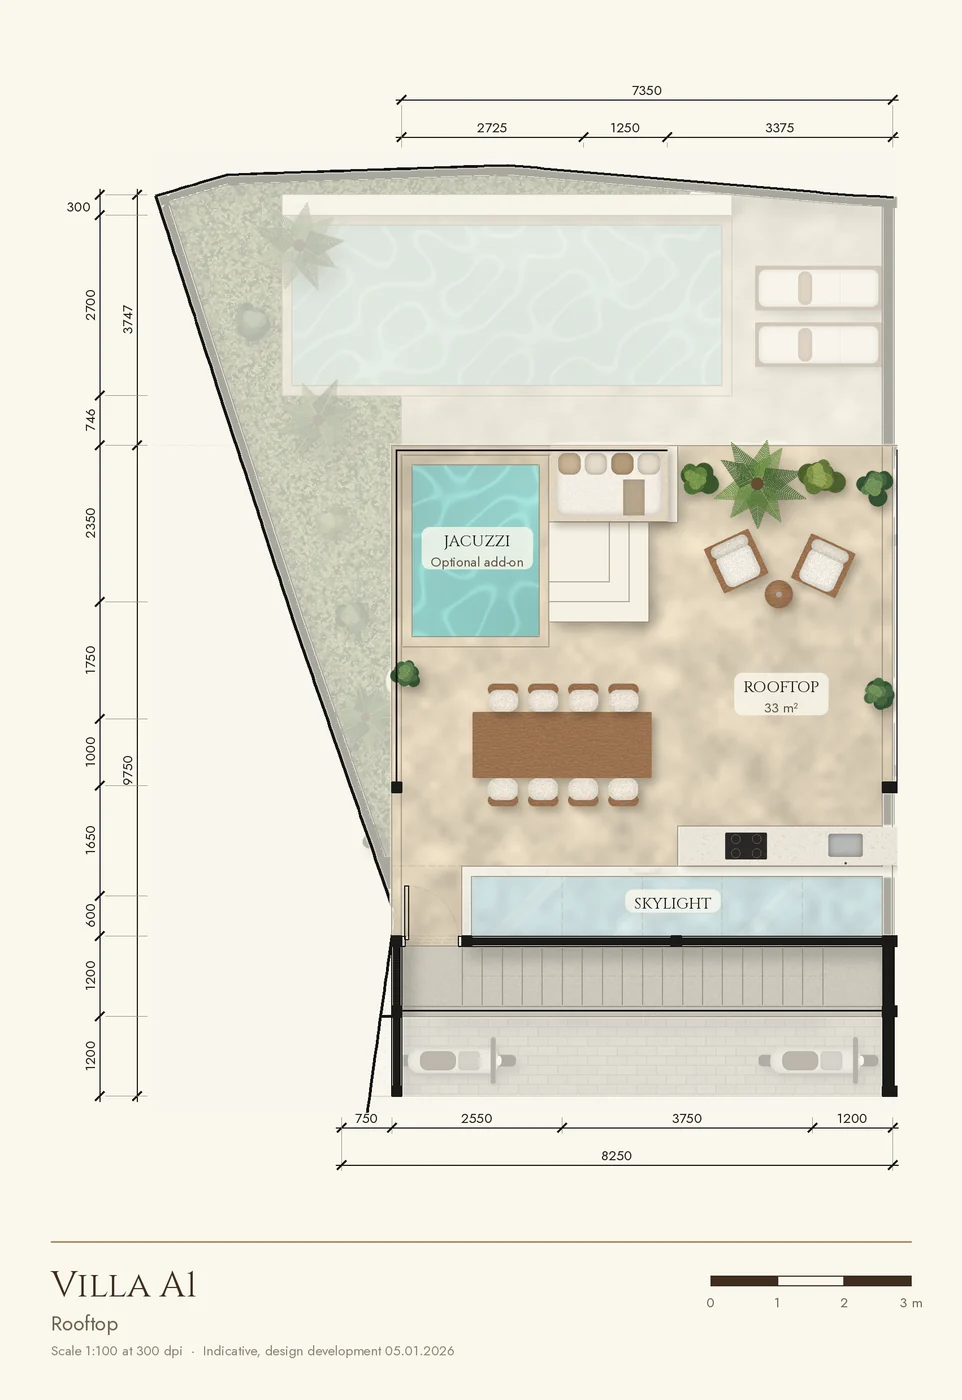 7350
2725 1250 3375
300
2700
3747
746
2350
JACUZZI
Optional add-on
1750
ROOFTOP
33 m²
1000
9750
1650
600
SKYLIGHT
1200
1200
750 2550 3750 1200
8250
VILLA A1
Rooftop
Scale 1:100 at 300 dpi · Indicative, design development 05.01.2026
0 1 2 3 m